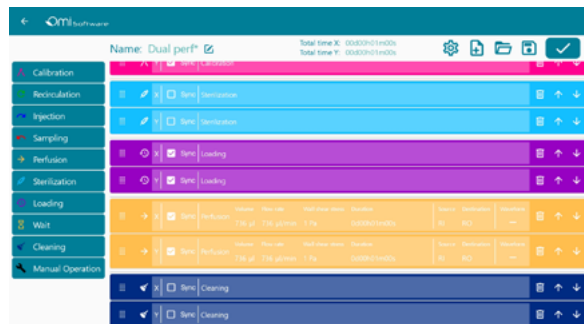 Omi Software
Name: Dual perf*
Total time X: 00d00h01m00s
Total time Y: 00d00h01m00s
Calibration
Recirculation
Injection
Sampling
Perfusion
Sterilization
Loading
Wait
Cleaning
Manual Operation
X Sync Calibration
X Sync Sterilization
Y Sync Sterilization
X Sync Loading
Y Sync Loading
X Sync Perfusion
Y Sync Perfusion
X Sync Cleaning
Y Sync Cleaning